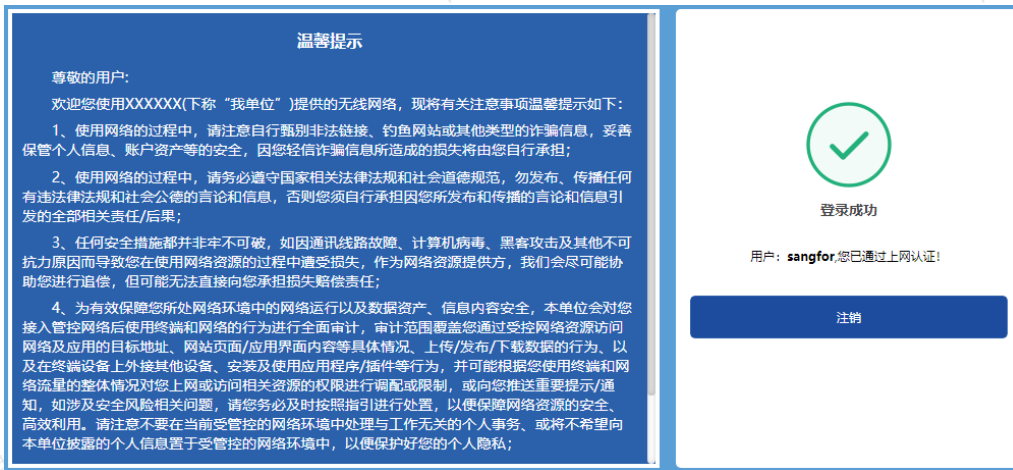 温馨提示
尊敬的用户:
欢迎您使用XXXXXX(下称“我单位”)提供的无线网络，现将有关注意事项温馨提示如下：
1、使用网络的过程中，请注意自行甄别非法链接、钓鱼网站或其他类型的诈骗信息，妥善
保管个人信息、账户资产等的安全，因您轻信诈骗信息所造成的损失将由您自行承担；
2、使用网络的过程中，请务必遵守国家相关法律法规和社会道德规范，勿发布、传播任何
有违法律法规和社会公德的言论和信息，否则您须自行承担因您所发布和传播的言论和信息引
发的全部相关责任/后果；
3、任何安全措施都并非牢不可破，如因通讯线路故障、计算机病毒、黑客攻击及其他不可
抗力原因而导致您在使用网络资源的过程中遭受损失，作为网络资源提供方，我们会尽可能协
助您进行追偿，但可能无法直接向您承担损失赔偿责任；
4、为有效保障您所处网络环境中的网络运行以及数据资产、信息内容安全，本单位会对您
接入管控网络后使用终端和网络的行为进行全面审计，审计范围覆盖您通过受控网络资源访问
网络及应用的目标地址、网站页面/应用界面内容等具体情况、上传/发布/下载数据的行为、以
及在终端设备上外接其他设备、安装及使用应用程序/插件等行为，并可能根据您使用终端和网
络流量的整体情况对您上网或访问相关资源的权限进行调配或限制，或向您推送重要提示/通
知，如涉及安全风险相关问题，请您务必及时按照指引进行处置，以便保障网络资源的安全、
高效利用。请注意不要在当前受管控的网络环境中处理与工作无关的个人事务、或将不希望向
本单位披露的个人信息置于受管控的网络环境中，以便保护好您的个人隐私；
登录成功
用户：sangfor,您已通过上网认证!
注销